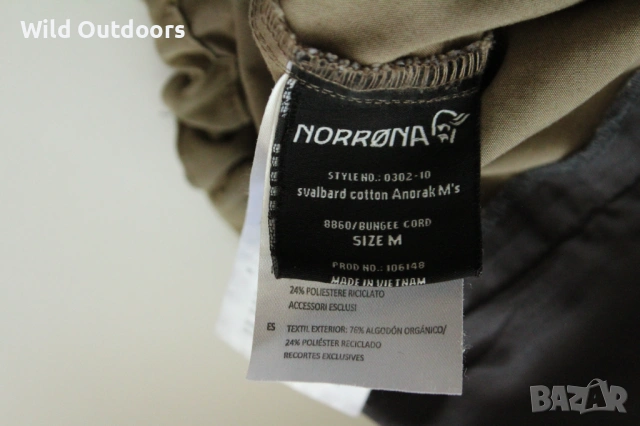 Wild Outdoors
NORRØNA
STYLE NO.: 0302-10
svalbard cotton Anorak M's
8860/BUNGEE CORD
SIZE M
PROD NO.: 106148
MADE IN VIETNAM
24% POLIESTERE RICICLATO
ACCESSORI ESCLUSI
ES TEXTIL EXTERIOR: 76% ALGODÓN ORGÁNICO/
24% POLIÉSTER RECICLADO
RECORTES EXCLUSIVES
BAZAR